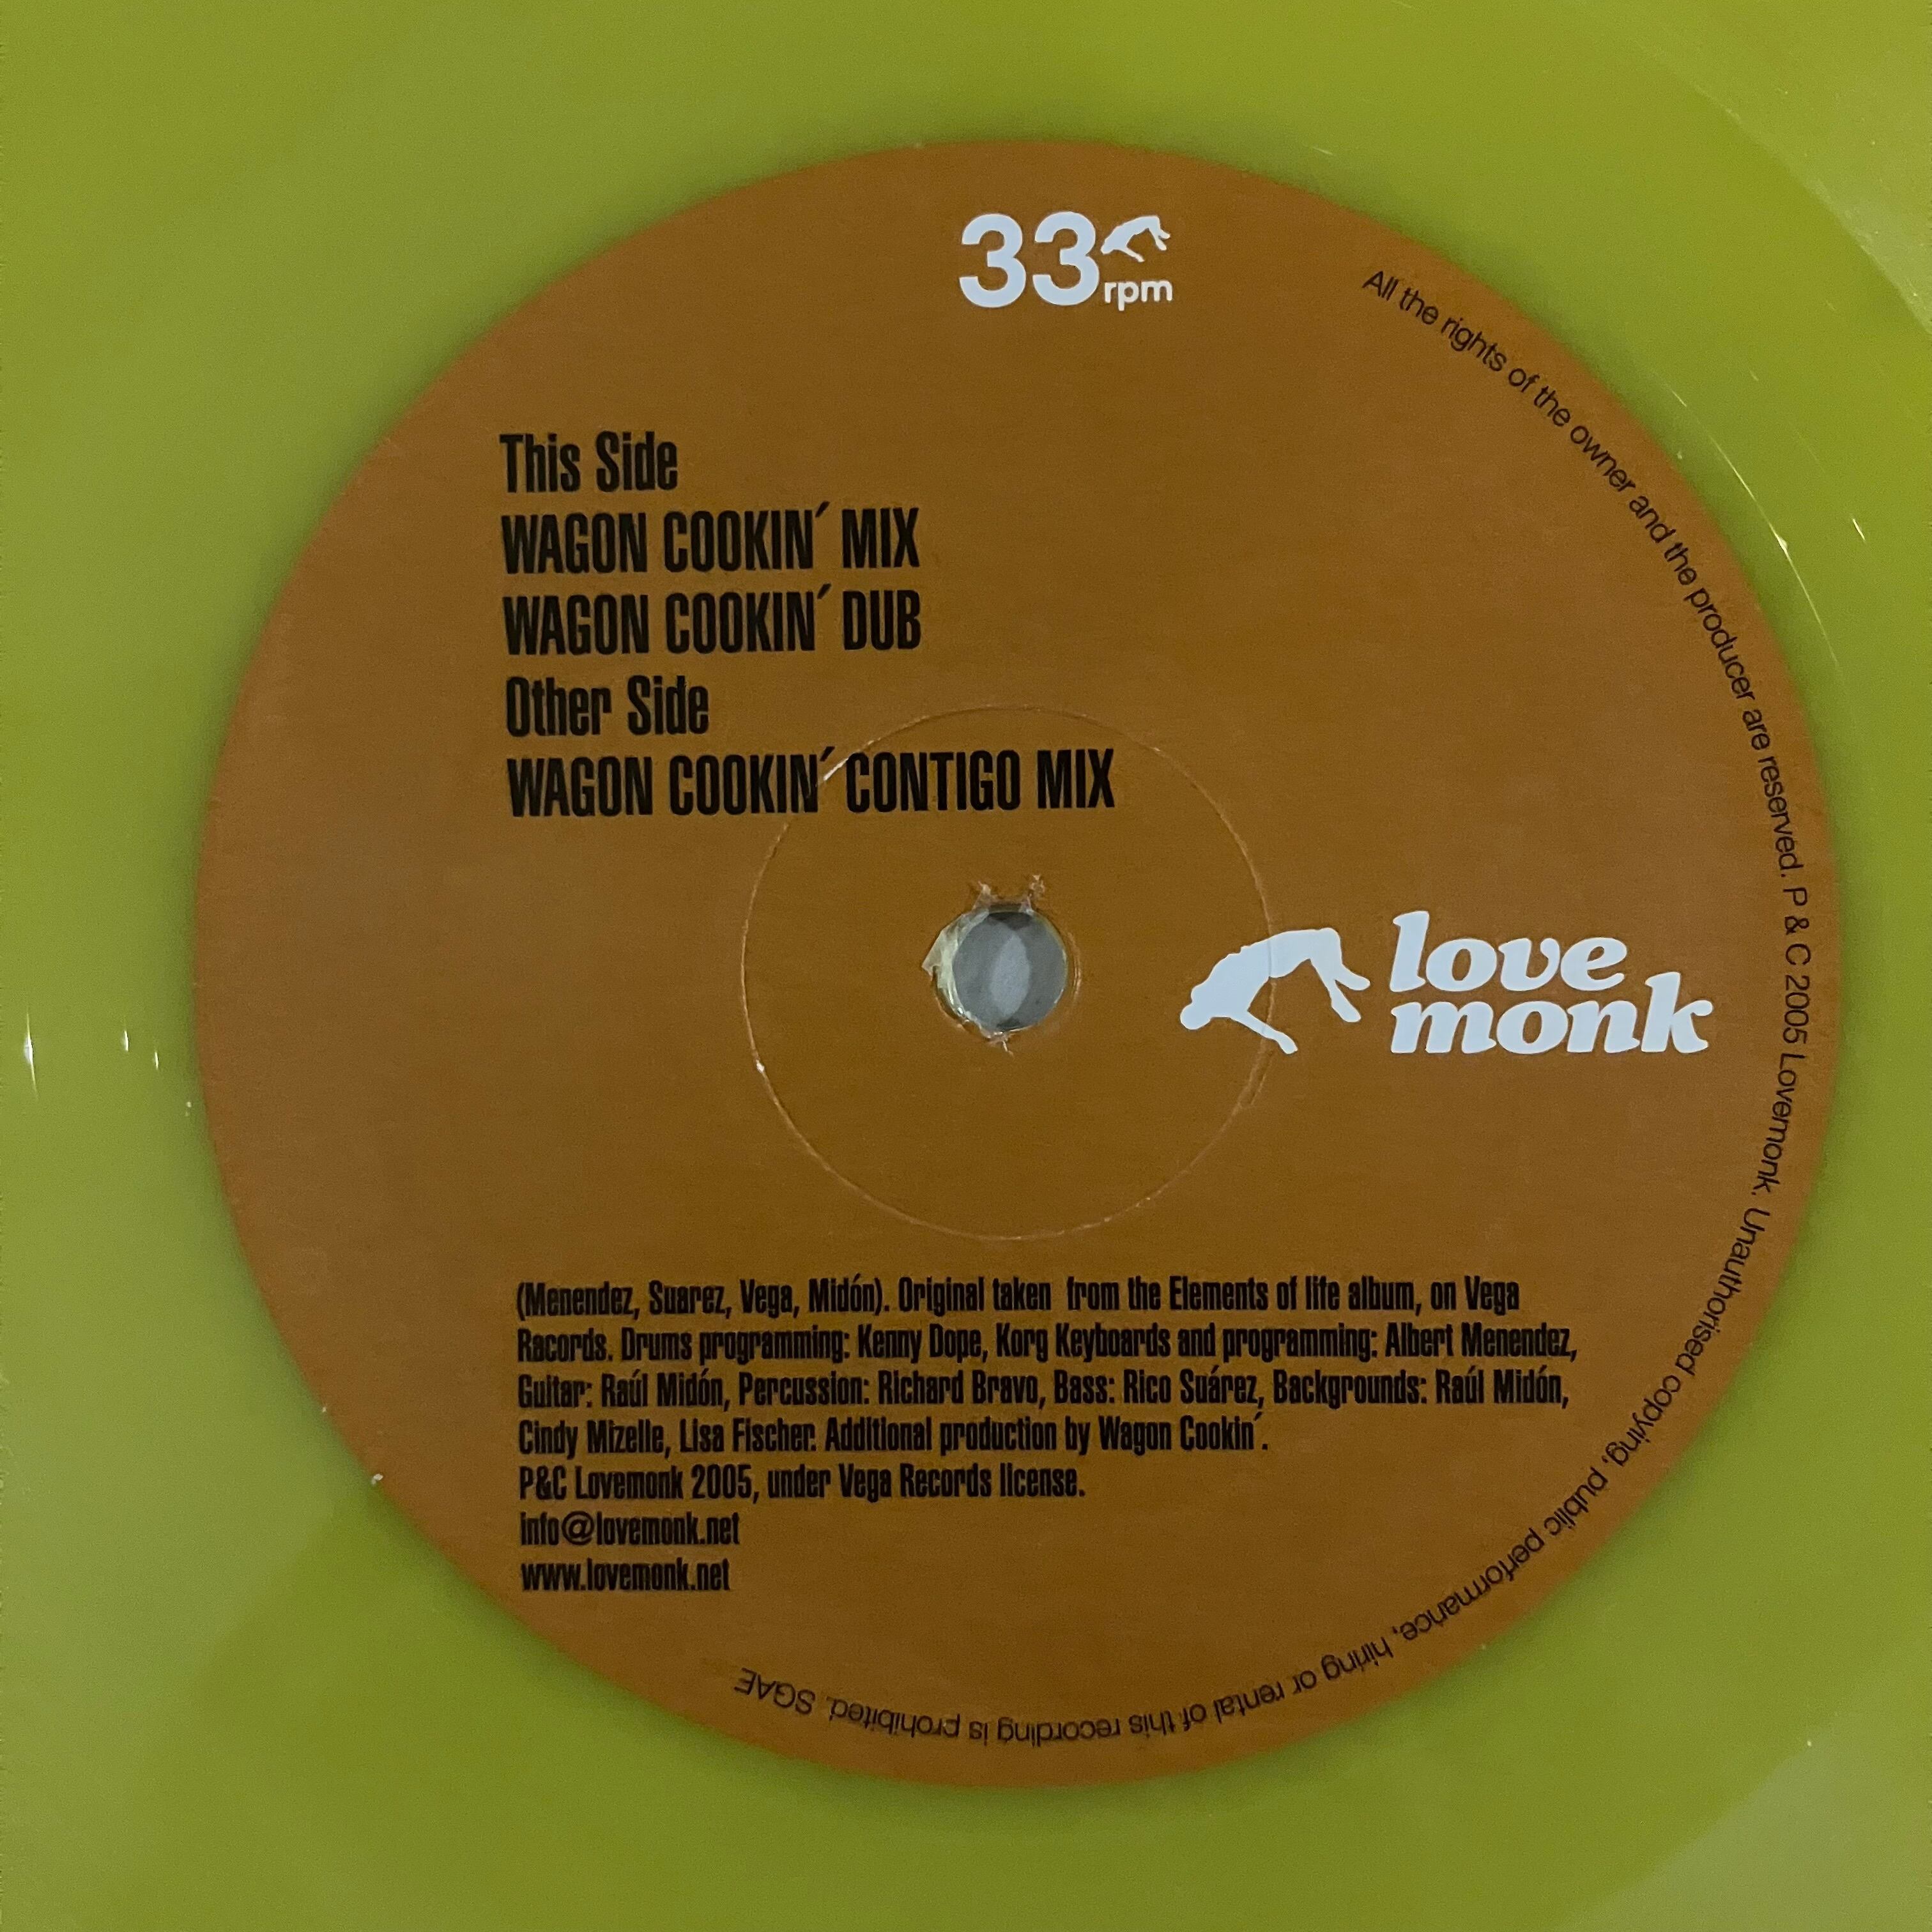 33 rpm
This Side
WAGON COOKIN´ MIX
WAGON COOKIN´ DUB
Other Side
WAGON COOKIN´ CONTIGO MIX
love
monk
(Menendez, Suarez, Vega, Midón). Original taken from the Elements of life album, on Vega
Racords. Drums programming: Kenny Dope, Korg Keyboards and programming: Albert Menendez,
Guitar: Raúl Midón, Percussion: Richard Bravo, Bass: Rico Suárez, Backgrounds: Raúl Midón,
Cindy Mizelle, Lisa Fischer. Additional production by Wagon Cookin´.
P&C Lovemonk 2005, under Vega Records license.
info@lovemonk.net
www.lovemonk.net
All the rights of the owner and the producer are reserved. P & C 2005 Lovemonk. Unauthorised copying, public performance, hiring or rental of this recording is prohibited. SGAE